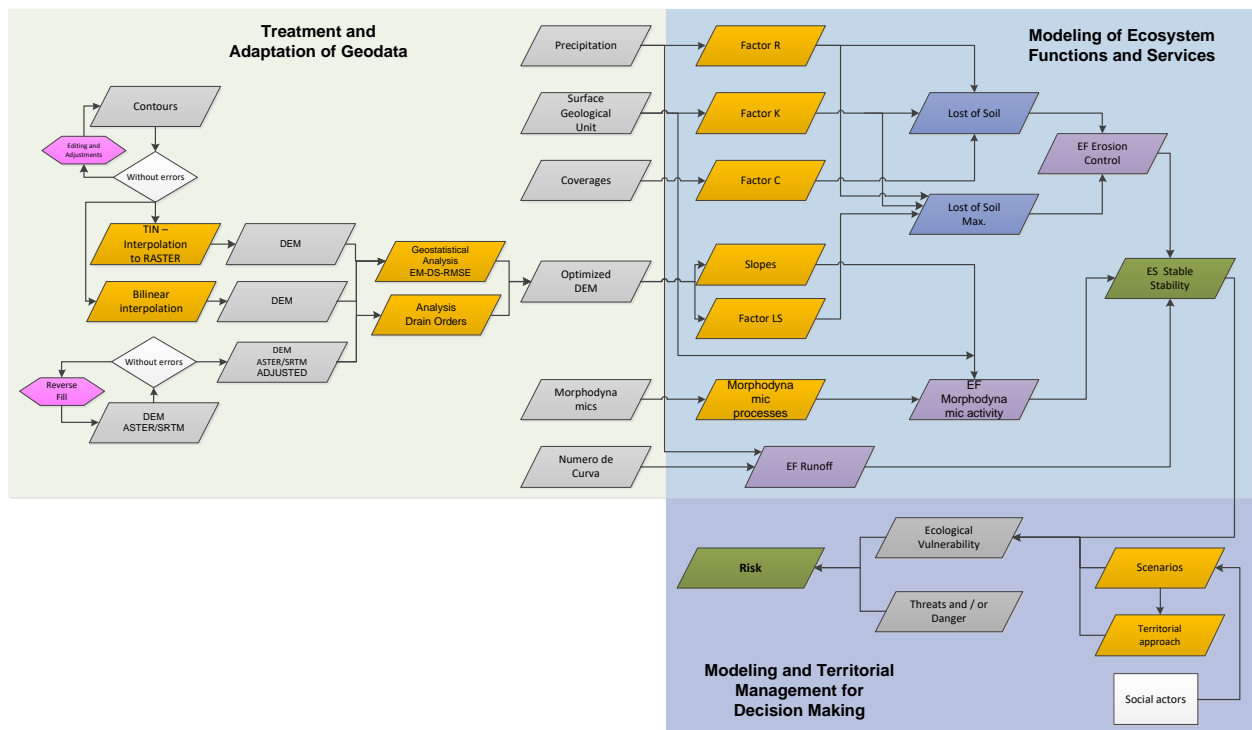 Treatment and
Adaptation of Geodata
Contours
Editing and
Adjustments
Without errors
TIN –
Interpolation
to RASTER
DEM
Bilinear
interpolation
DEM
Geostatistical
Analysis
EM-DS-RMSE
Analysis
Drain Orders
Without errors
DEM
ASTER/SRTM
ADJUSTED
Reverse
Fill
DEM
ASTER/SRTM
Precipitation
Surface
Geological
Unit
Coverages
Optimized
DEM
Morphodyna
mics
Numero de
Curva
Modeling of Ecosystem
Functions and Services
Factor R
Factor K
Factor C
Slopes
Factor LS
Morphodyna
mic
processes
EF Runoff
Lost of Soil
Lost of Soil
Max.
EF
Morphodyna
mic activity
EF Erosion
Control
ES Stable
Stability
Ecological
Vulnerability
Risk
Threats and / or
Danger
Scenarios
Territorial
approach
Social actors
Modeling and Territorial
Management for
Decision Making